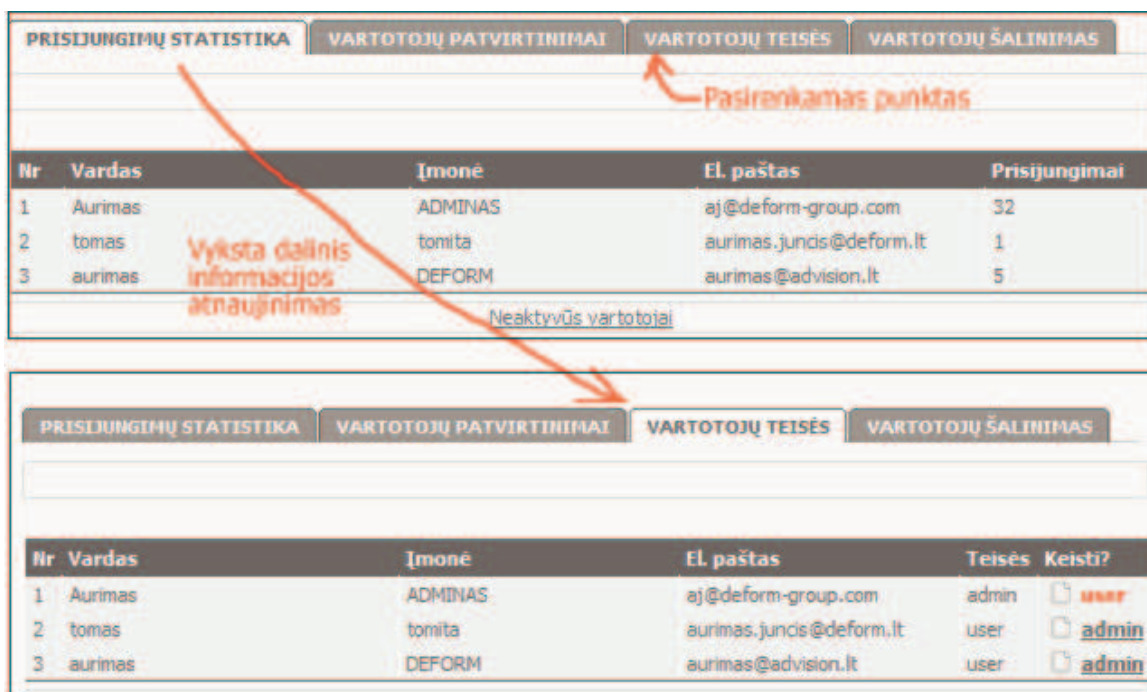 PRISIJUNGIMŲ STATISTIKA VARTOTOJŲ PATVIRTINIMAI VARTOTOJŲ TEISĖS VARTOTOJŲ ŠALINIMAS
Pasirenkamas punktas
Nr Vardas Įmonė El. paštas Prisijungimai
1 Aurimas ADMINAS aj@deform-group.com 32
2 tomas tomita aurimas.juncis@deform.lt 1
3 aurimas DEFORM aurimas@advision.lt 5
Vyksta dalinis
informacijos
atnaujinimas
Neaktyvūs vartotojai
PRISIJUNGIMŲ STATISTIKA VARTOTOJŲ PATVIRTINIMAI VARTOTOJŲ TEISĖS VARTOTOJŲ ŠALINIMAS
Nr Vardas Įmonė El. paštas Teisės Keisti?
1 Aurimas ADMINAS aj@deform-group.com admin user
2 tomas tomita aurimas.juncis@deform.lt user admin
3 aurimas DEFORM aurimas@advision.lt user admin